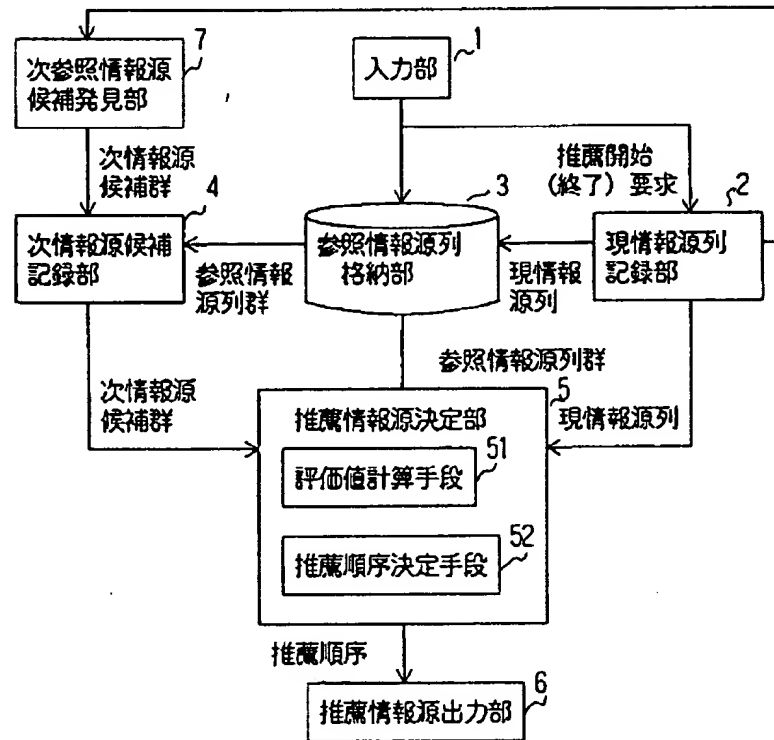 7
次参照情報源
候補発見部
1
入力部
次情報源
候補群
推薦開始
(終了)要求
4
3
2
次情報源候補
記録部
参照情報源列
格納部
現情報源列
記録部
参照情報
源列群
現情報
源列
参照情報源列群
次情報源
候補群
5
現情報源列
推薦情報源決定部
51
評価値計算手段
52
推薦順序決定手段
推薦順序
6
推薦情報源出力部